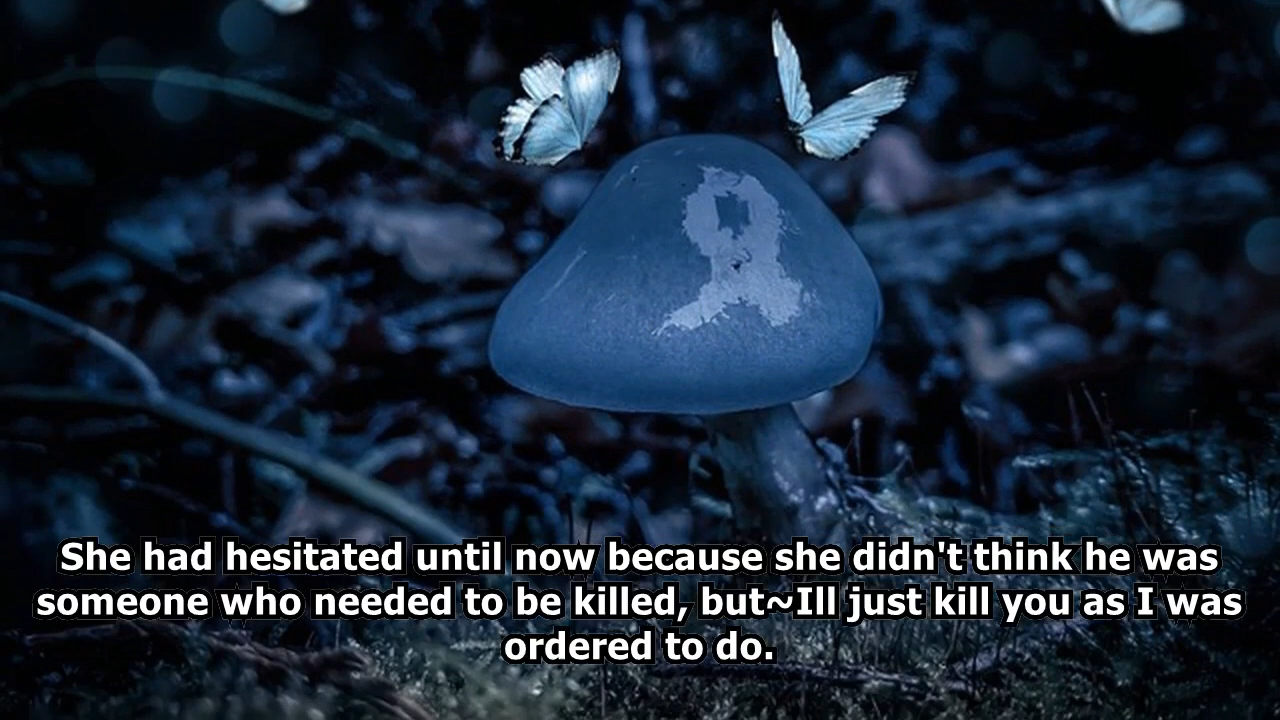 She had hesitated until now because she didn't think he was
someone who needed to be killed, but~Ill just kill you as I was
ordered to do.